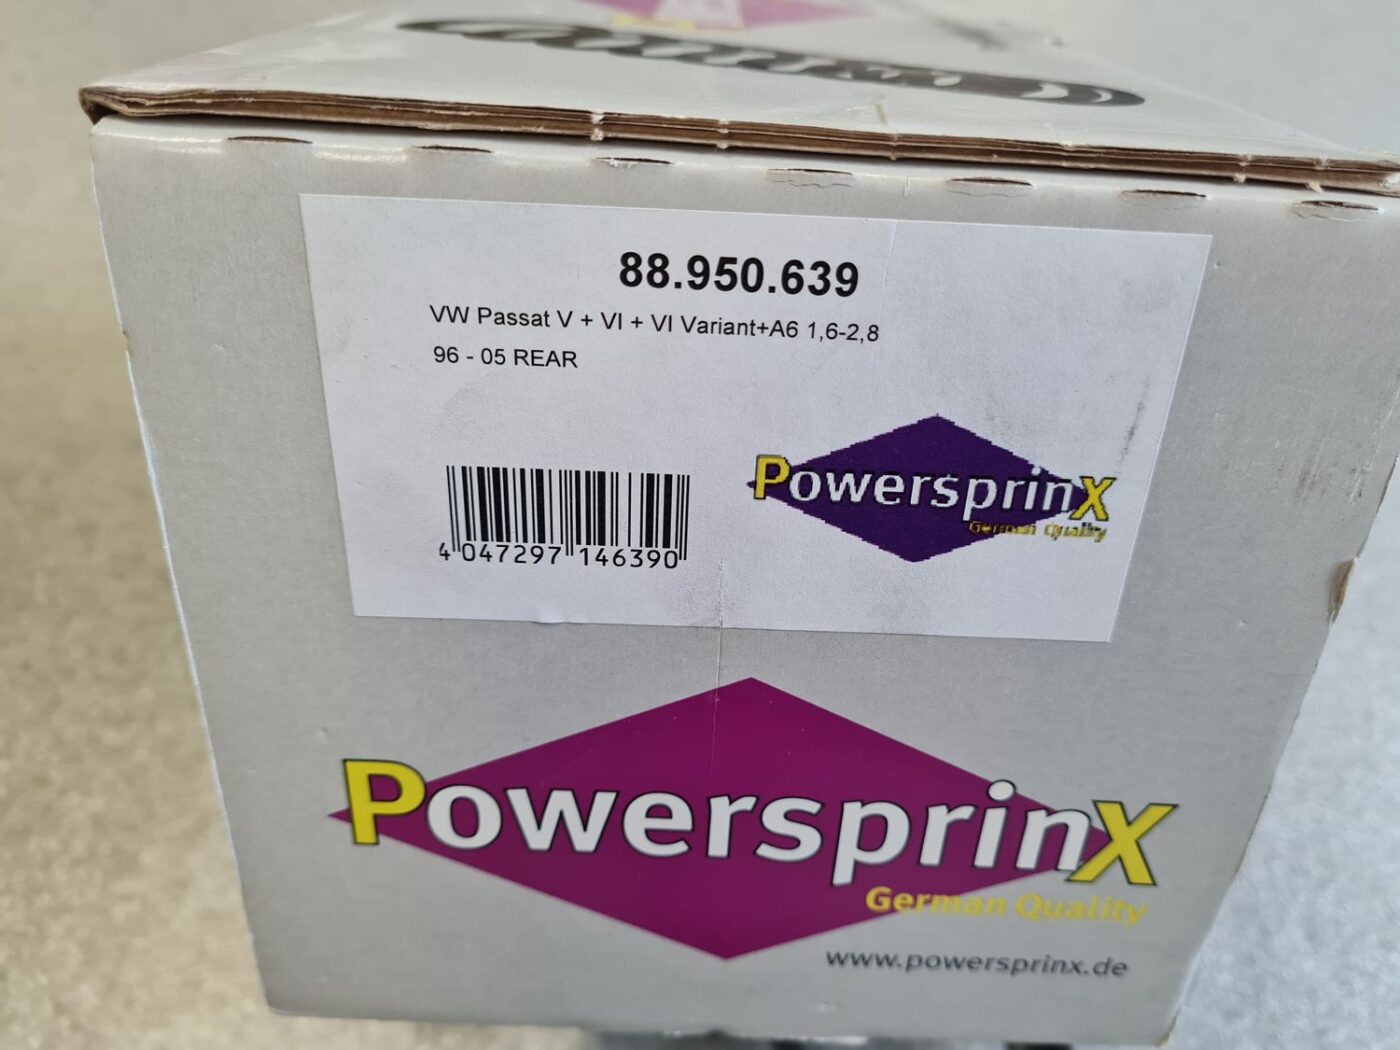 88.950.639
VW Passat V + VI + VI Variant+A6 1,6-2,8
96 - 05 REAR
PowersprinX
German Quality
4 047297 146390
PowersprinX
German Quality
www.powersprinx.de